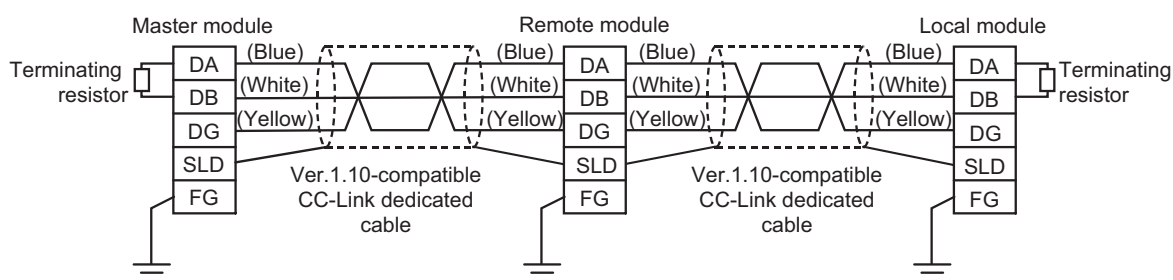 Master module
Remote module
Local module
Terminating
resistor
DA
DB
DG
SLD
FG
(Blue)
(White)
(Yellow)
Ver.1.10-compatible
CC-Link dedicated
cable
(Blue)
(White)
(Yellow)
DA
DB
DG
SLD
FG
(Blue)
(White)
(Yellow)
Ver.1.10-compatible
CC-Link dedicated
cable
(Blue)
(White)
(Yellow)
DA
DB
DG
SLD
FG
Terminating
resistor